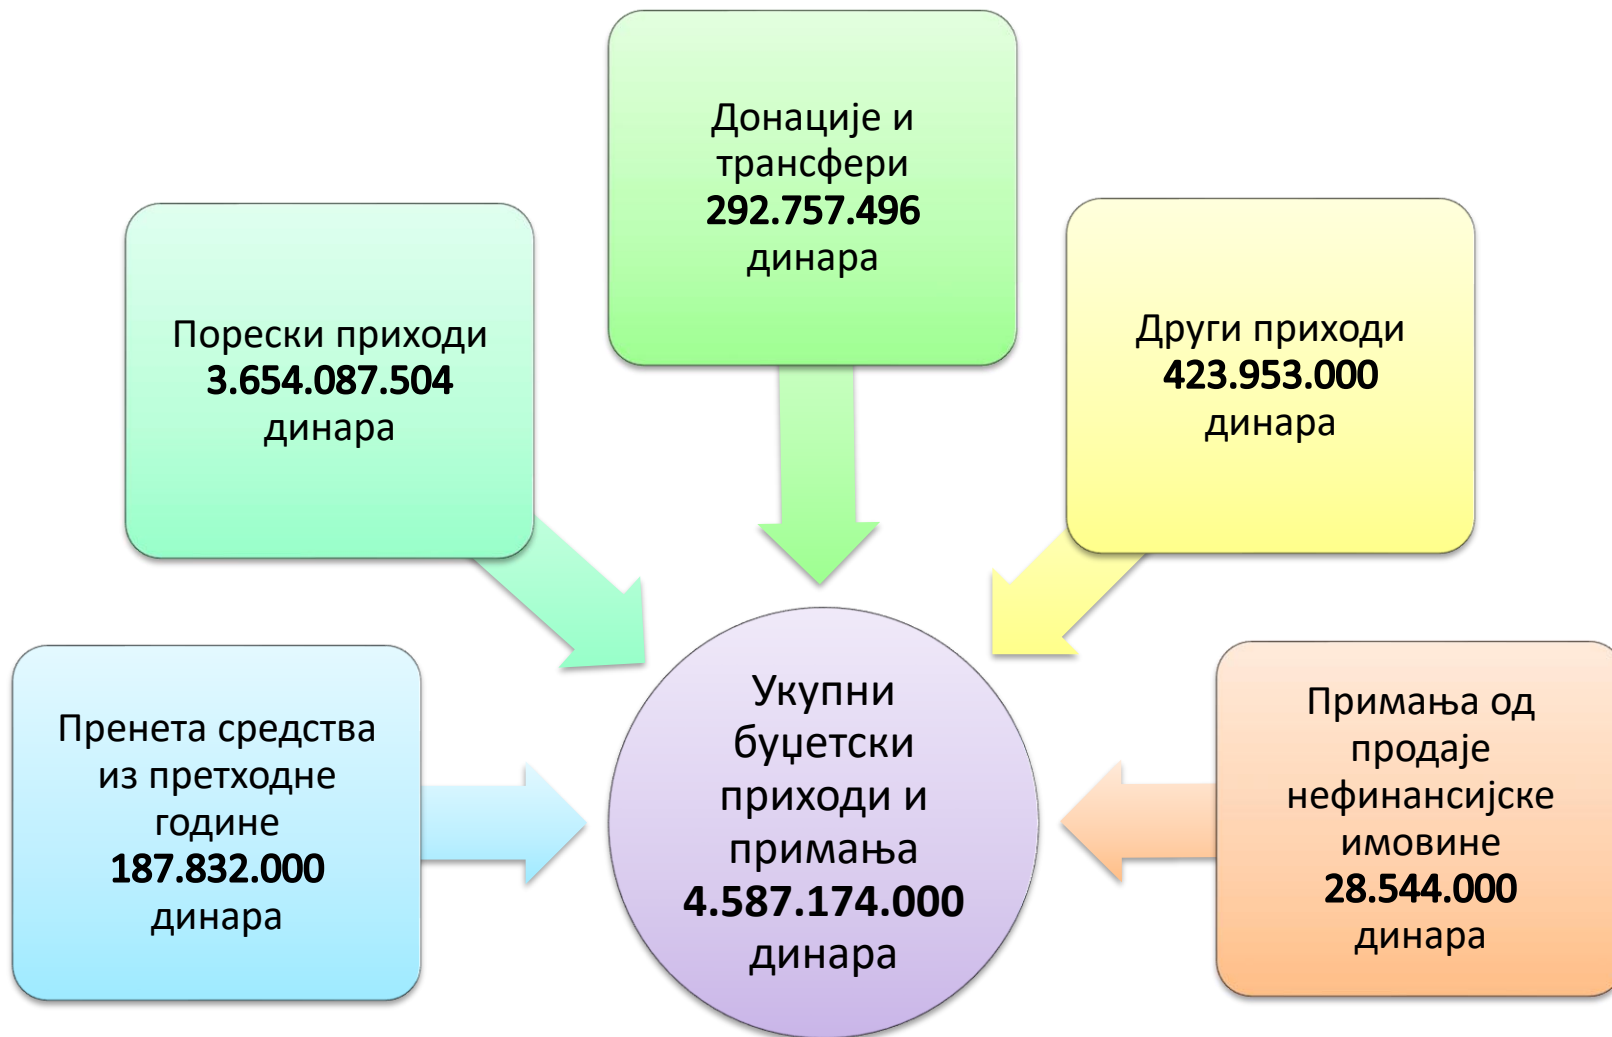 Донације и
трансфери
292.757.496
динара
Порески приходи
3.654.087.504
динара
Други приходи
423.953.000
динара
Пренета средства
из претходне
године
187.832.000
динара
Укупни
буџетски
приходи и
примања
4.587.174.000
динара
Примања од
продаје
нефинансијске
имовине
28.544.000
динара